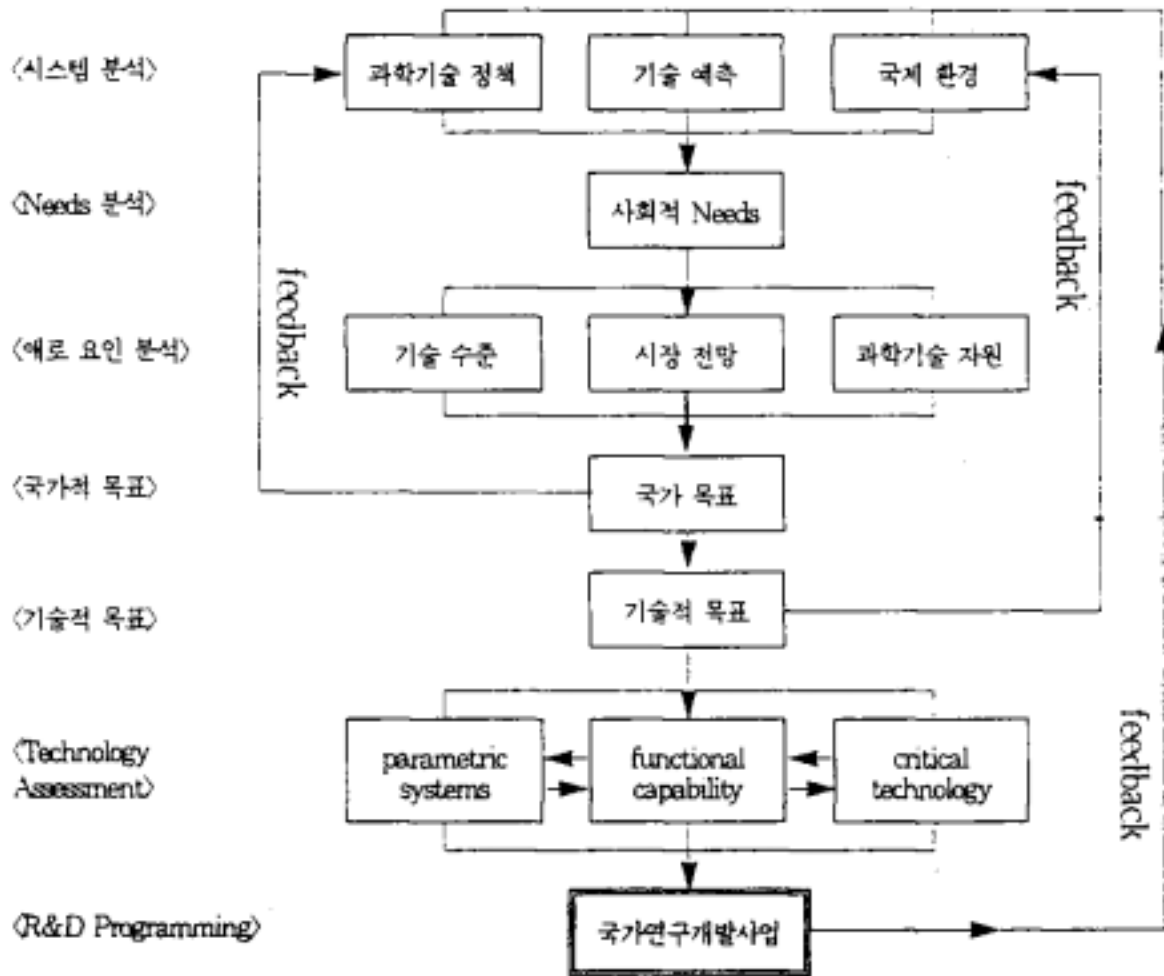 〈시스템 분석〉
과학기술 정책
기술 예측
국제 환경
〈Needs 분석〉
사회적 Needs
feedback
feedback
〈애로 요인 분석〉
기술 수준
시장 전망
과학기술 자원
〈국가적 목표〉
국가 목표
〈기술적 목표〉
기술적 목표
〈Technology
Assessment〉
parametric
systems
functional
capability
critical
technology
feedback
〈R&D Programming〉
국가연구개발사업